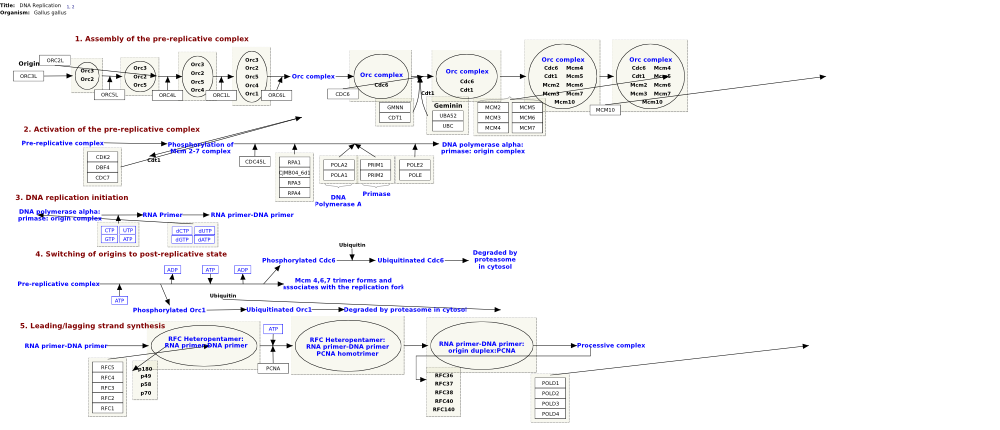 Title: DNA Replication 1, 2
Organism: Gallus gallus
1. Assembly of the pre-replicative complex
Origin
ORC2L
ORC3L
Orc3
Orc2
ORC5L
Orc3
Orc2
Orc5
ORC4L
Orc3
Orc2
Orc5
Orc4
ORC1L
Orc3
Orc2
Orc5
Orc4
Orc1
ORC6L
Orc complex
CDC6
Orc complex
Cdc6
GMNN
CDT1
Cdt1
Geminin
UBA52
UBC
Orc complex
Cdc6
Cdt1
MCM2 MCM5
MCM3 MCM6
MCM4 MCM7
Orc complex
Cdc6 Mcm4
Cdt1 Mcm5
Mcm2 Mcm6
Mcm3 Mcm7
Mcm10
MCM10
Orc complex
Cdc6 Mcm4
Cdt1 Mcm5
Mcm2 Mcm6
Mcm3 Mcm7
Mcm10
2. Activation of the pre-replicative complex
Pre-replicative complex
Phosphorylation of
Mcm 2-7 complex
Cdt1
CDK2
DBF4
CDC7
CDC45L
RPA1
RPA3
RPA4
POLA2
POLA1
PRIM1
PRIM2
POLE2
POLE
DNA
Polymerase A
Primase
DNA polymerase alpha:
primase: origin complex
3. DNA replication initiation
DNA polymerase alpha:
primase: origin complex
RNA Primer
RNA primer-DNA primer
CTP UTP
GTP ATP
dCTP dUTP
dGTP dATP
4. Switching of origins to post-replicative state
Ubiquitin
Phosphorylated Cdc6
Ubiquitinated Cdc6
Degraded by
proteasome
in cytosol
ADP
ATP
ADP
Pre-replicative complex
ATP
Mcm 4,6,7 trimer forms and
associates with the replication fork
Ubiquitin
Phosphorylated Orc1
Ubiquitinated Orc1
Degraded by proteasome in cytosol
5. Leading/lagging strand synthesis
RNA primer-DNA primer
RFC Heteropentamer:
RNA primer-DNA primer
ATP
PCNA
RFC Heteropentamer:
RNA primer-DNA primer
PCNA homotrimer
RNA primer-DNA primer:
origin duplex:PCNA
Processive complex
RFC5
RFC4
RFC3
RFC2
RFC1
p180
p49
p58
p70
RFC36
RFC37
RFC38
RFC40
RFC140
POLD1
POLD2
POLD3
POLD4